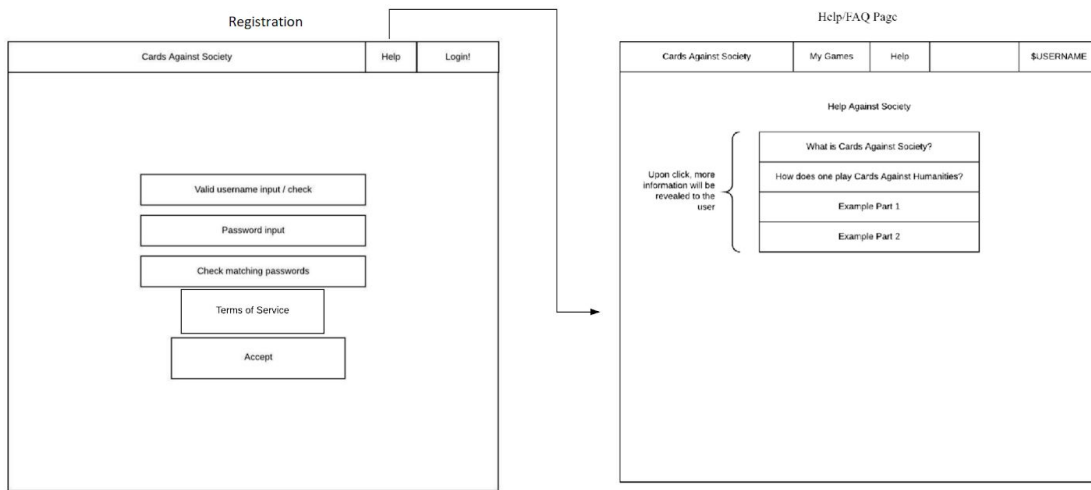 Registration
Cards Against Society
Help
Login!
Valid username input / check
Password input
Check matching passwords
Terms of Service
Accept
Help/FAQ Page
Cards Against Society
My Games
Help
$USERNAME
Help Against Society
Upon click, more
information will be
revealed to the
user
What is Cards Against Society?
How does one play Cards Against Humanities?
Example Part 1
Example Part 2